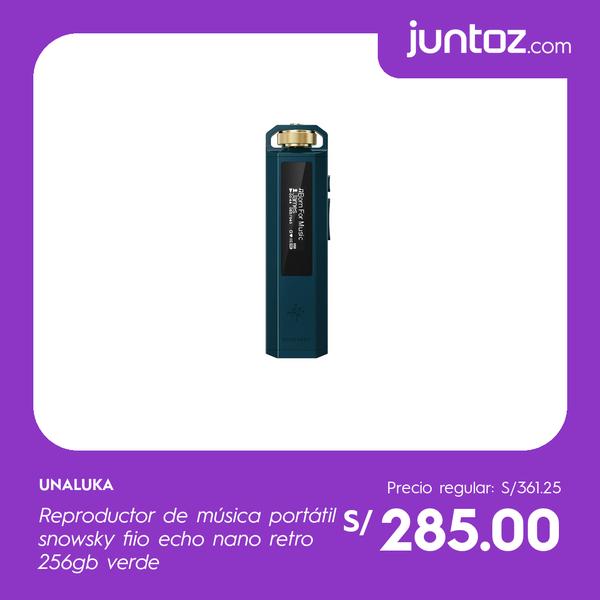 juntoz.com
Born For Music
James
UNALUKA
Reproductor de música portátil
snowsky fiio echo nano retro
256gb verde
Precio regular: S/361.25
S/ 285.00